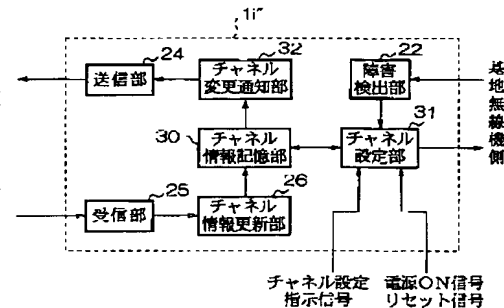 1i″
24
送信部
32
チャネル
変更通知部
22
障害
検出部
基地無線機側
30
チャネル
情報記憶部
31
チャネル
設定部
25
受信部
26
チャネル
情報更新部
チャネル設定
指示信号
電源ON信号
リセット信号